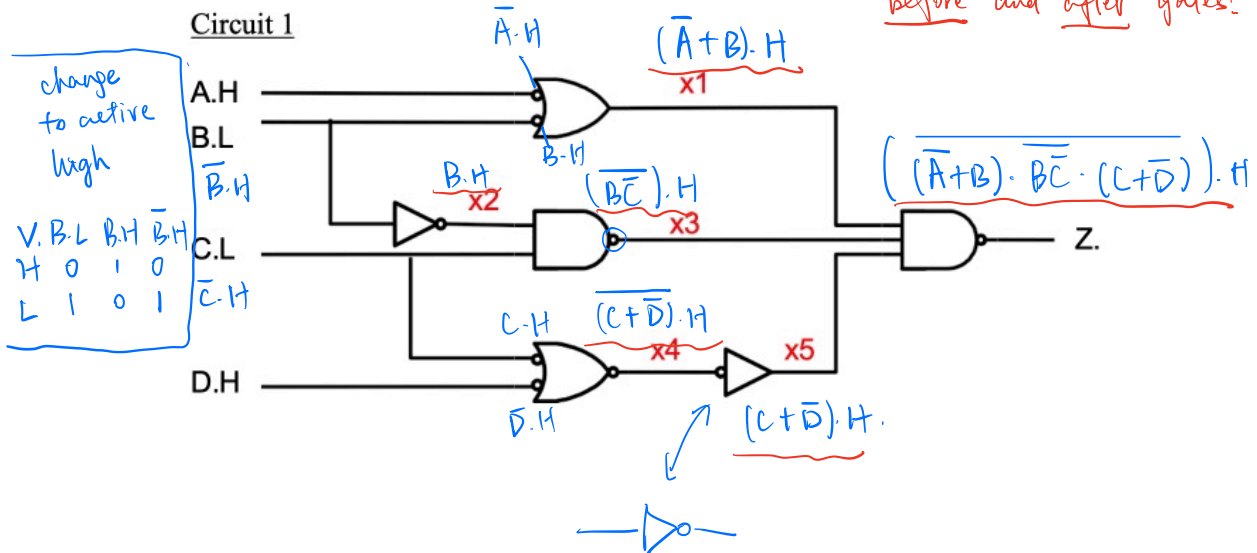 before and after gates.
Circuit 1
A̅.H
(A̅+B).H
x1
change
to active
high
A.H
B.L
B̅.H
B.H
B.H
x2
(B̅C̅̅).H
x3
((A̅+B)·BC̅·(C+D̅))‾.H
Z.
V. B.L B.H B̅.H
H 0 1 0
L 1 0 1
C.L
C̅.H
C.H
(C+D̅)‾.H
x4
x5
D.H
D̅.H
(C+D̅).H.